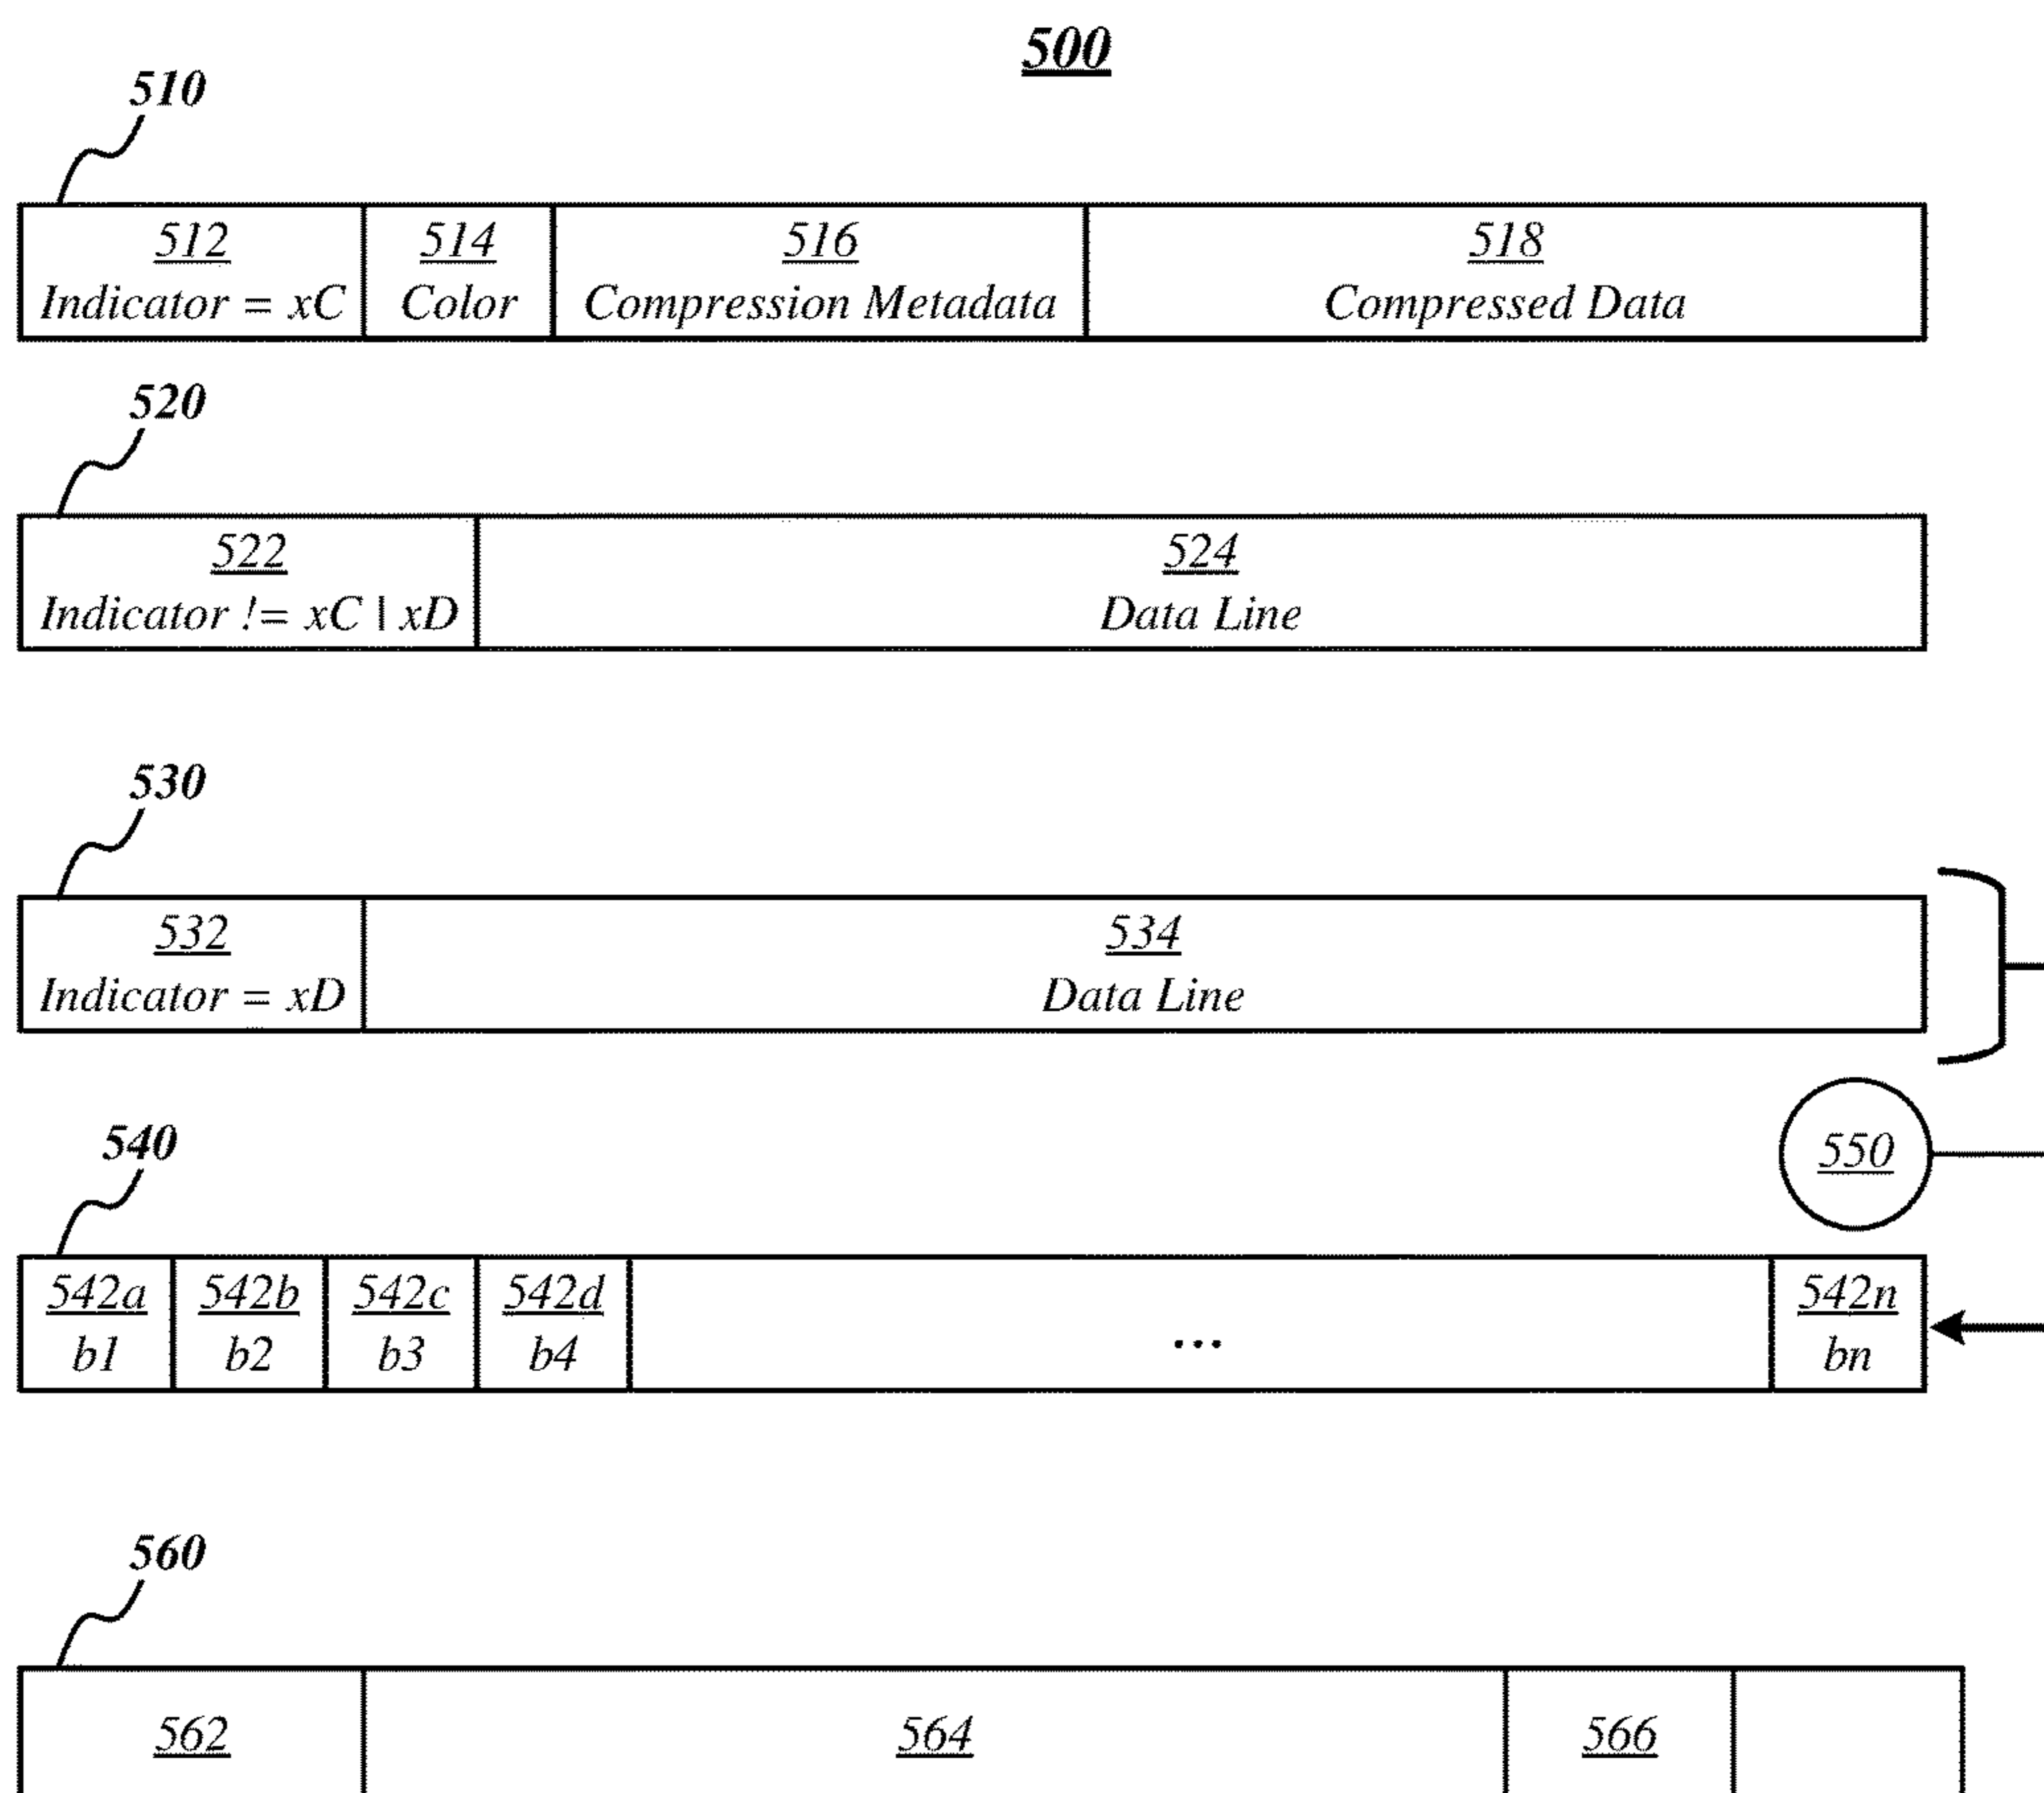 500
510
512 514 516 518
Indicator = xC Color Compression Metadata Compressed Data
520
522 524
Indicator != xC | xD Data Line
530
532 534
Indicator = xD Data Line
550
540
542a 542b 542c 542d 542n
b1 b2 b3 b4 ... bn
560
562 564 566